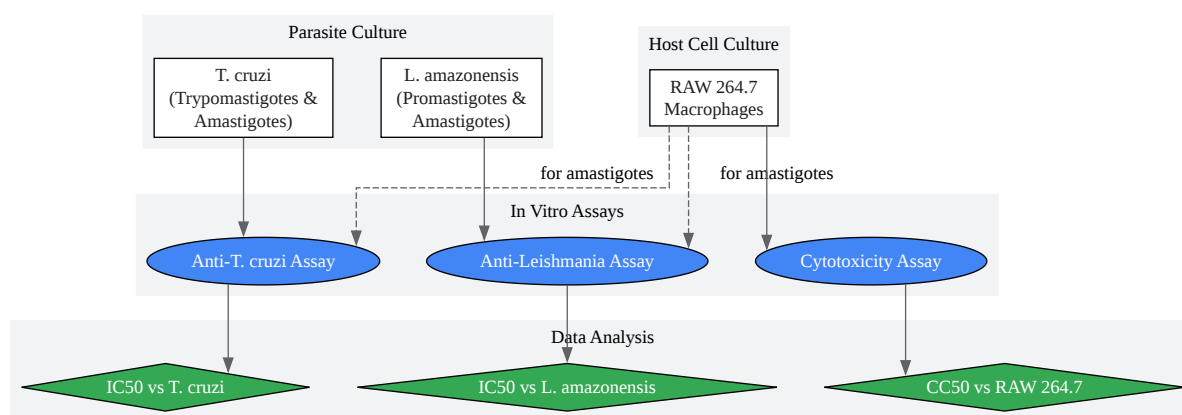 Parasite Culture
Host Cell Culture
T. cruzi
(Trypomastigotes &
Amastigotes)
L. amazonensis
(Promastigotes &
Amastigotes)
RAW 264.7
Macrophages
for amastigotes
for amastigotes
In Vitro Assays
Anti-T. cruzi Assay
Anti-Leishmania Assay
Cytotoxicity Assay
Data Analysis
IC50 vs T. cruzi
IC50 vs L. amazonensis
CC50 vs RAW 264.7